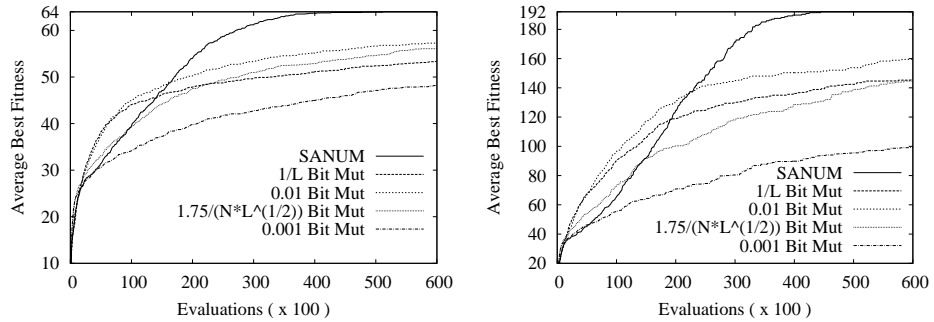 64
60
50
40
30
20
10
Average Best Fitness
SANUM
1/L Bit Mut
0.01 Bit Mut
1.75/(N*L^(1/2)) Bit Mut
0.001 Bit Mut
0 100 200 300 400 500 600
Evaluations ( x 100 )
192
180
160
140
120
100
80
60
40
20
Average Best Fitness
SANUM
1/L Bit Mut
0.01 Bit Mut
1.75/(N*L^(1/2)) Bit Mut
0.001 Bit Mut
0 100 200 300 400 500 600
Evaluations ( x 100 )